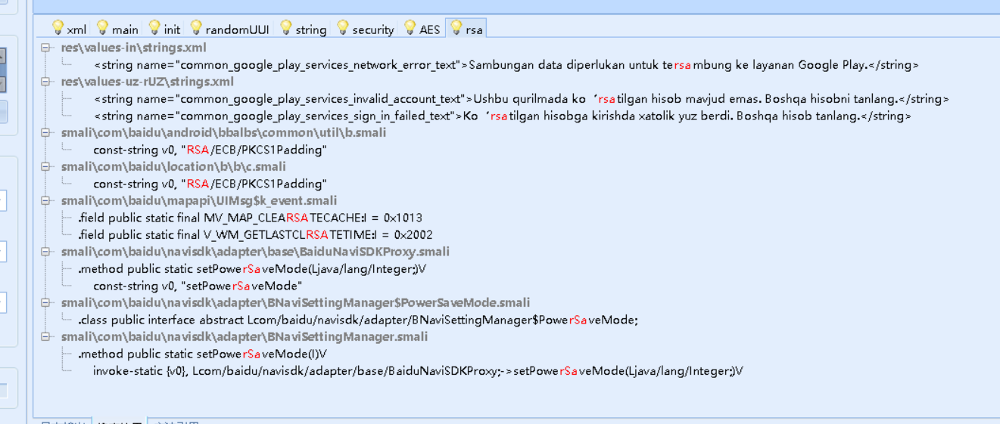 xml main init randomUUI string security AES rsa
res\values-in\strings.xml
<string name="common_google_play_services_network_error_text">Sambungan data diperlukan untuk tersambung ke layanan Google Play.</string>
res\values-uz-rUZ\strings.xml
<string name="common_google_play_services_invalid_account_text">Ushbu qurilmada ko ‘rsatilgan hisob mavjud emas. Boshqa hisobni tanlang.</string>
<string name="common_google_play_services_sign_in_failed_text">Ko ‘rsatilgan hisobga kirishda xatolik yuz berdi. Boshqa hisob tanlang.</string>
smali\com\baidu\android\bbalbs\common\util\b.smali
const-string v0, "RSA/ECB/PKCS1Padding"
smali\com\baidu\location\b\b\c.smali
const-string v0, "RSA/ECB/PKCS1Padding"
smali\com\baidu\mapapi\UIMsg$k_event.smali
.field public static final MV_MAP_CLEARSATECACHE:I = 0x1013
.field public static final V_WM_GETLASTCLRSATETIME:I = 0x2002
smali\com\baidu\navisdk\adapter\base\BaiduNaviSDKProxy.smali
.method public static setPowerSaveMode(Ljava/lang/Integer;)V
const-string v0, "setPowerSaveMode"
smali\com\baidu\navisdk\adapter\BNaviSettingManager$PowerSaveMode.smali
.class public interface abstract Lcom/baidu/navisdk/adapter/BNaviSettingManager$PowerSaveMode;
smali\com\baidu\navisdk\adapter\BNaviSettingManager.smali
.method public static setPowerSaveMode(I)V
invoke-static {v0}, Lcom/baidu/navisdk/adapter/base/BaiduNaviSDKProxy;->setPowerSaveMode(Ljava/lang/Integer;)V